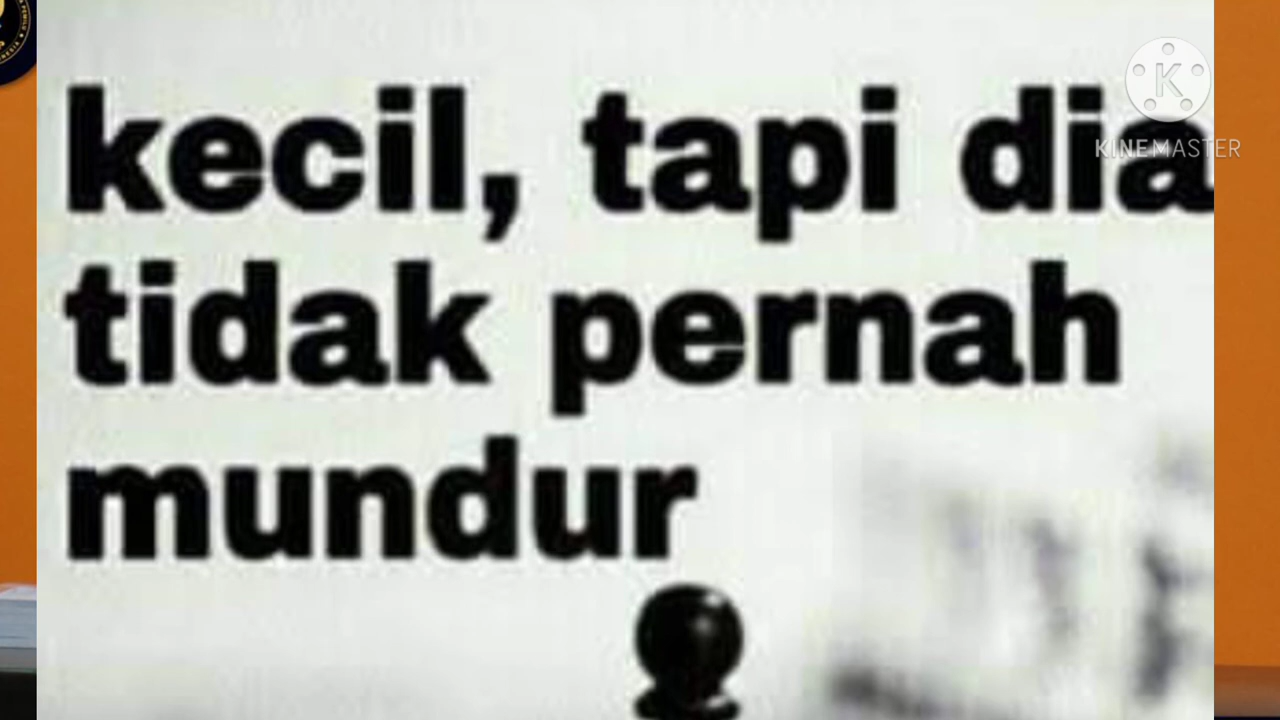 kecil, tapi dia
tidak pernah
mundur
K
KINEMASTER